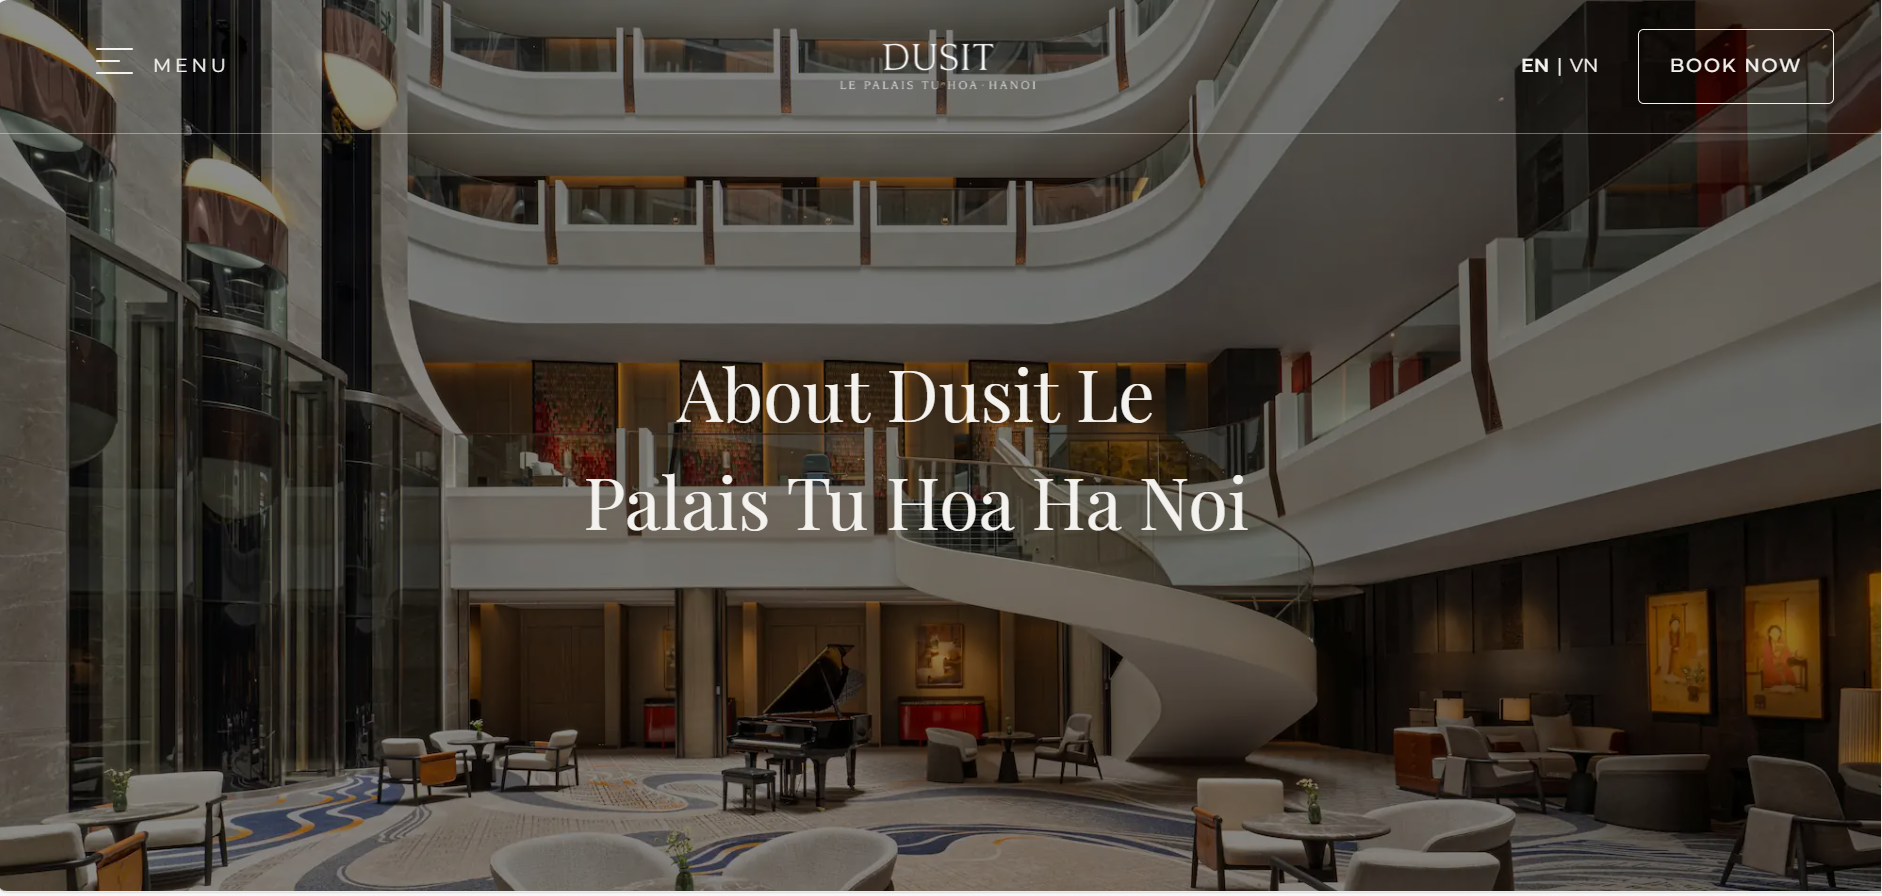 MENU
DUSIT
LE PALAIS TU HOA · HANOI
EN | VN
BOOK NOW
About Dusit Le
Palais Tu Hoa Ha Noi